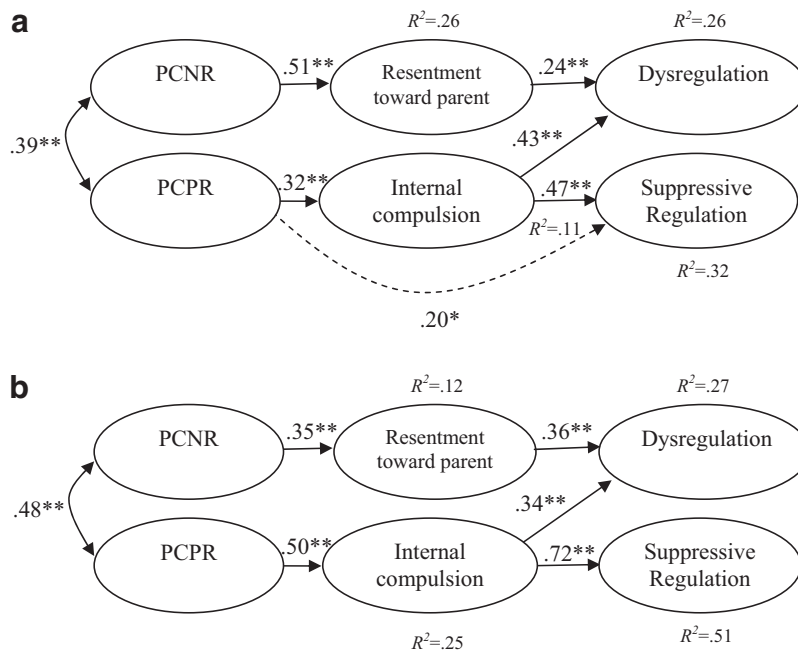 a
R²=.26
R²=.26
PCNR
.51**
Resentment
toward parent
.24**
Dysregulation
.39**
.43**
PCPR
.32**
Internal
compulsion
.47**
Suppressive
Regulation
R²=.11
R²=.32
.20*
b
R²=.12
R²=.27
PCNR
.35**
Resentment
toward parent
.36**
Dysregulation
.48**
.34**
PCPR
.50**
Internal
compulsion
.72**
Suppressive
Regulation
R²=.25
R²=.51